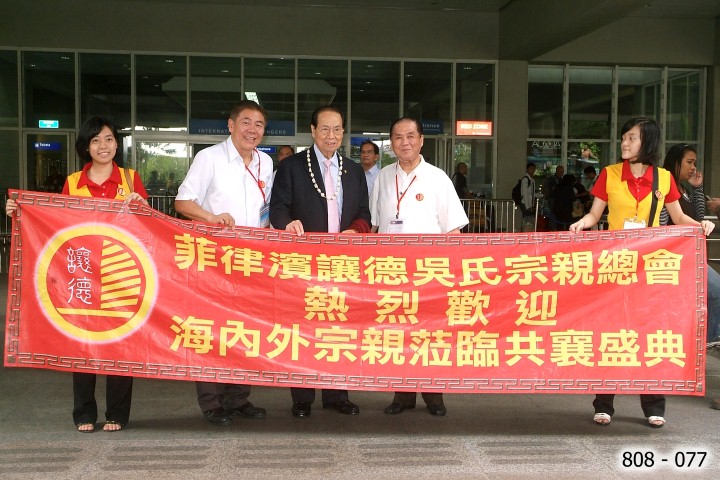 讓德
菲律濱讓德吳氏宗親總會
熱烈歡迎
海內外宗親蒞臨共襄盛典
808 - 077